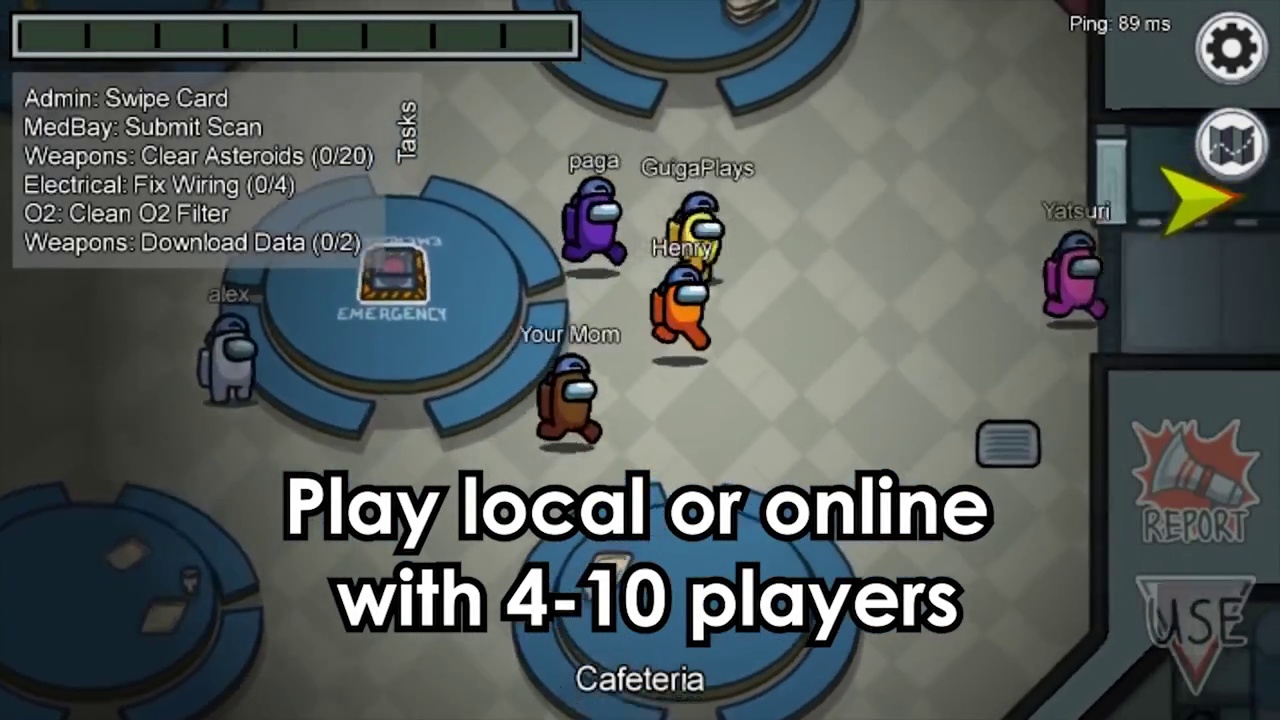 Ping: 89 ms
Admin: Swipe Card
MedBay: Submit Scan
Weapons: Clear Asteroids (0/20)
Electrical: Fix Wiring (0/4)
O2: Clean O2 Filter
Weapons: Download Data (0/2)
Tasks
paga
GuigaPlays
Yatsuri
Henry
alex
EMERGENCY
Your Mom
REPORT
Play local or online
with 4-10 players
USE
Cafeteria